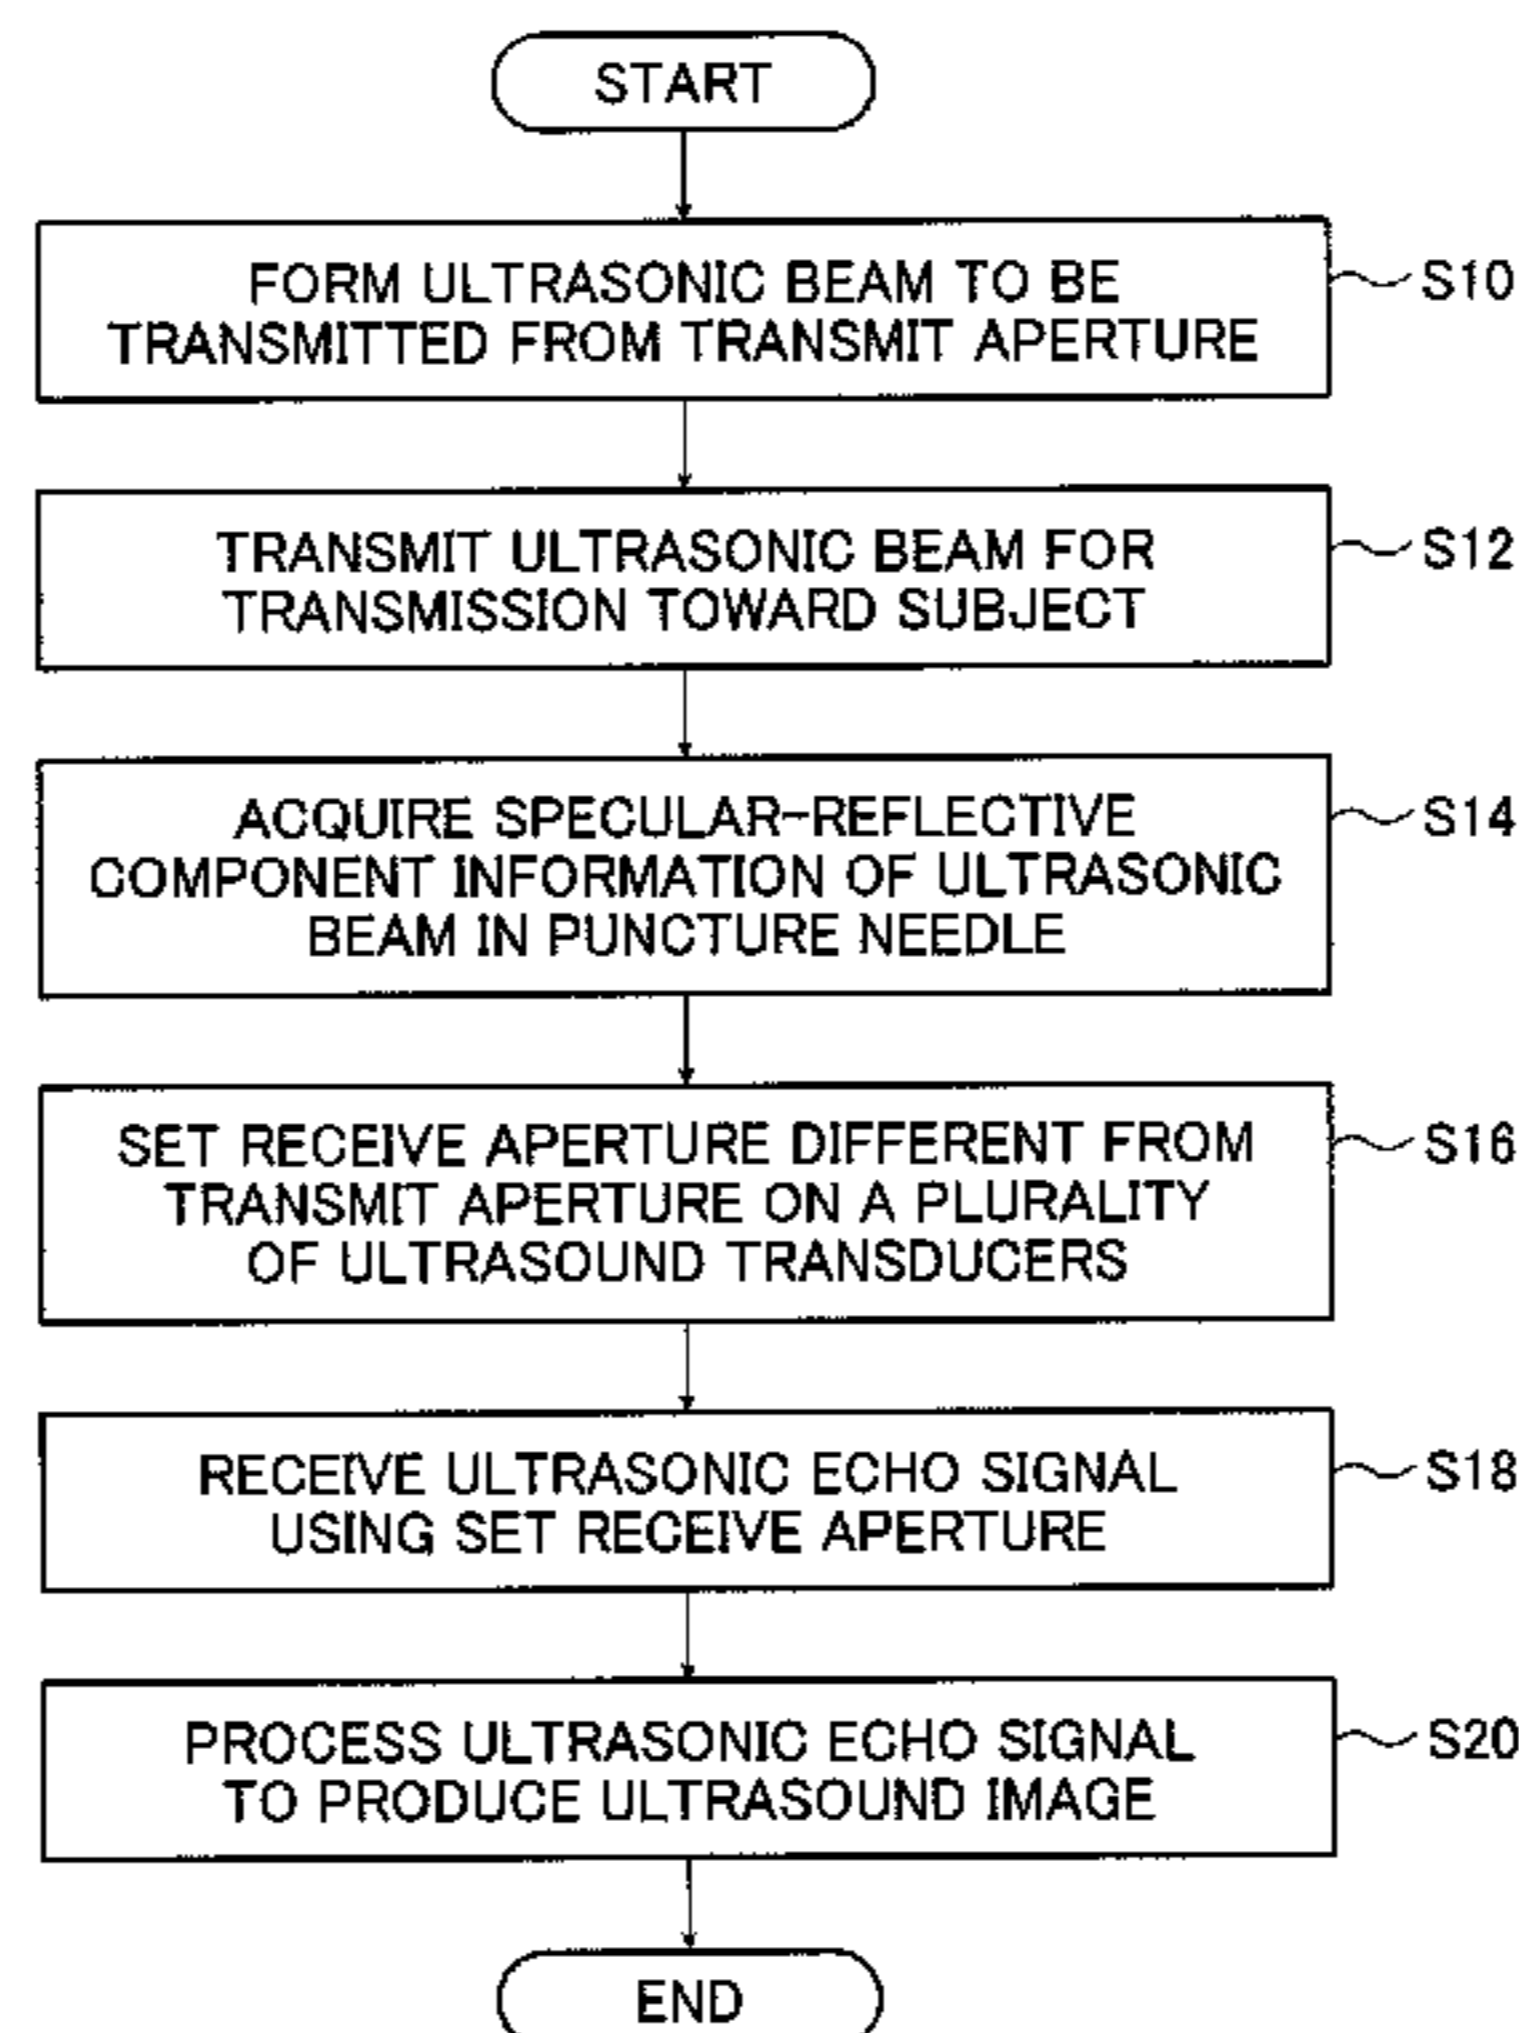 START
FORM ULTRASONIC BEAM TO BE
TRANSMITTED FROM TRANSMIT APERTURE
S10
TRANSMIT ULTRASONIC BEAM FOR
TRANSMISSION TOWARD SUBJECT
S12
ACQUIRE SPECULAR-REFLECTIVE
COMPONENT INFORMATION OF ULTRASONIC
BEAM IN PUNCTURE NEEDLE
S14
SET RECEIVE APERTURE DIFFERENT FROM
TRANSMIT APERTURE ON A PLURALITY
OF ULTRASOUND TRANSDUCERS
S16
RECEIVE ULTRASONIC ECHO SIGNAL
USING SET RECEIVE APERTURE
S18
PROCESS ULTRASONIC ECHO SIGNAL
TO PRODUCE ULTRASOUND IMAGE
S20
END